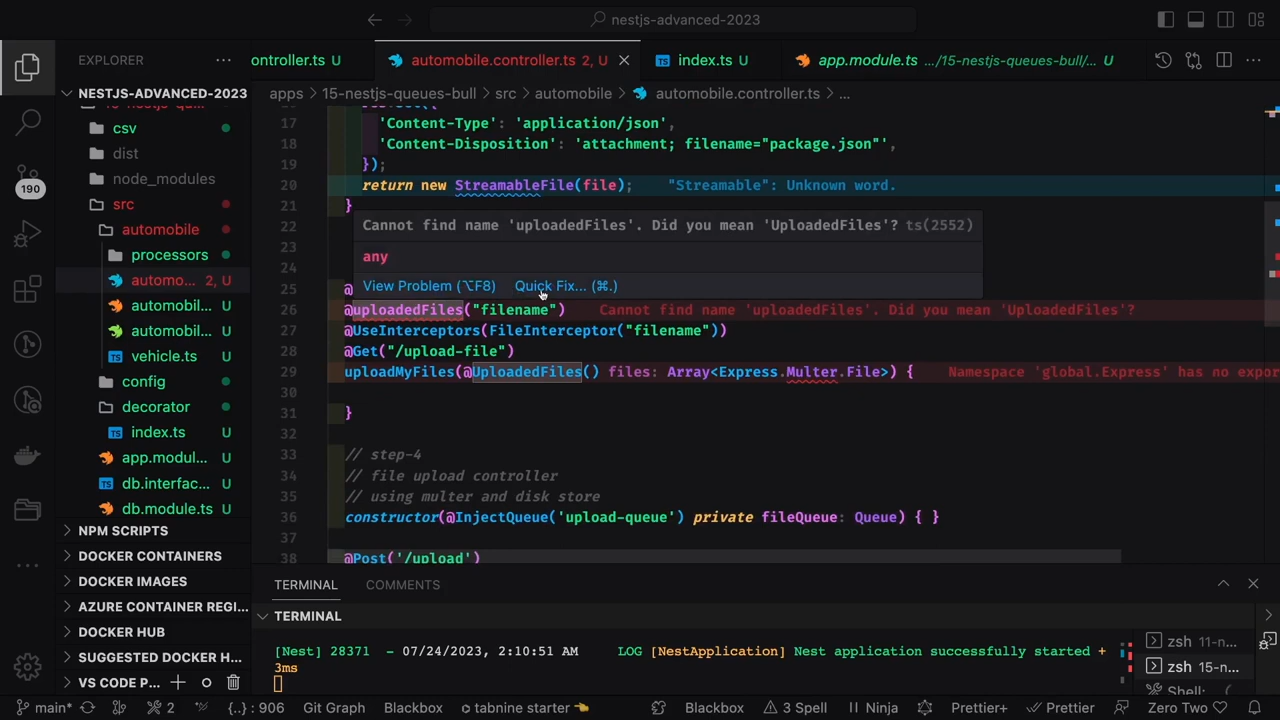 nestjs-advanced-2023
EXPLORER
ontroller.ts U
automobile.controller.ts 2, U
index.ts U
app.module.ts .../15-nestjs-queues-bull/... U
NESTJS-ADVANCED-2023
apps > 15-nestjs-queues-bull > src > automobile > automobile.controller.ts > ...
csv
dist
node_modules
190
src
automobile
processors
automo... 2, U
automobil... U
automobil... U
vehicle.ts U
config
decorator
index.ts U
app.modul... U
db.interfac... U
db.module.ts U
NPM SCRIPTS
DOCKER CONTAINERS
DOCKER IMAGES
AZURE CONTAINER REGI...
DOCKER HUB
SUGGESTED DOCKER H...
VS CODE P...
17 'Content-Type': 'application/json',
18 'Content-Disposition': 'attachment; filename="package.json"',
19 });
20 return new StreamableFile(file); "Streamable": Unknown word.
21 }
22
Cannot find name 'uploadedFiles'. Did you mean 'UploadedFiles'? ts(2552)
23
any
24
View Problem (⌥F8) Quick Fix... (⌘.)
25 @
26 @uploadedFiles("filename") Cannot find name 'uploadedFiles'. Did you mean 'UploadedFiles'?
27 @UseInterceptors(FileInterceptor("filename"))
28 @Get("/upload-file")
29 uploadMyFiles(@UploadedFiles() files: Array<Express.Multer.File>) { Namespace 'global.Express' has no expor
30
31 }
32
33 // step-4
34 // file upload controller
35 // using multer and disk store
36 constructor(@InjectQueue('upload-queue') private fileQueue: Queue) { }
37
38 @Post('/upload')
TERMINAL COMMENTS
TERMINAL
[Nest] 28371 - 07/24/2023, 2:10:51 AM LOG [NestApplication] Nest application successfully started +
3ms
zsh 11-n...
zsh 15-n...
Shell:
main* 2 {..} : 906 Git Graph Blackbox tabnine starter 👈 Blackbox 3 Spell Ninja Prettier+ Prettier Zero Two